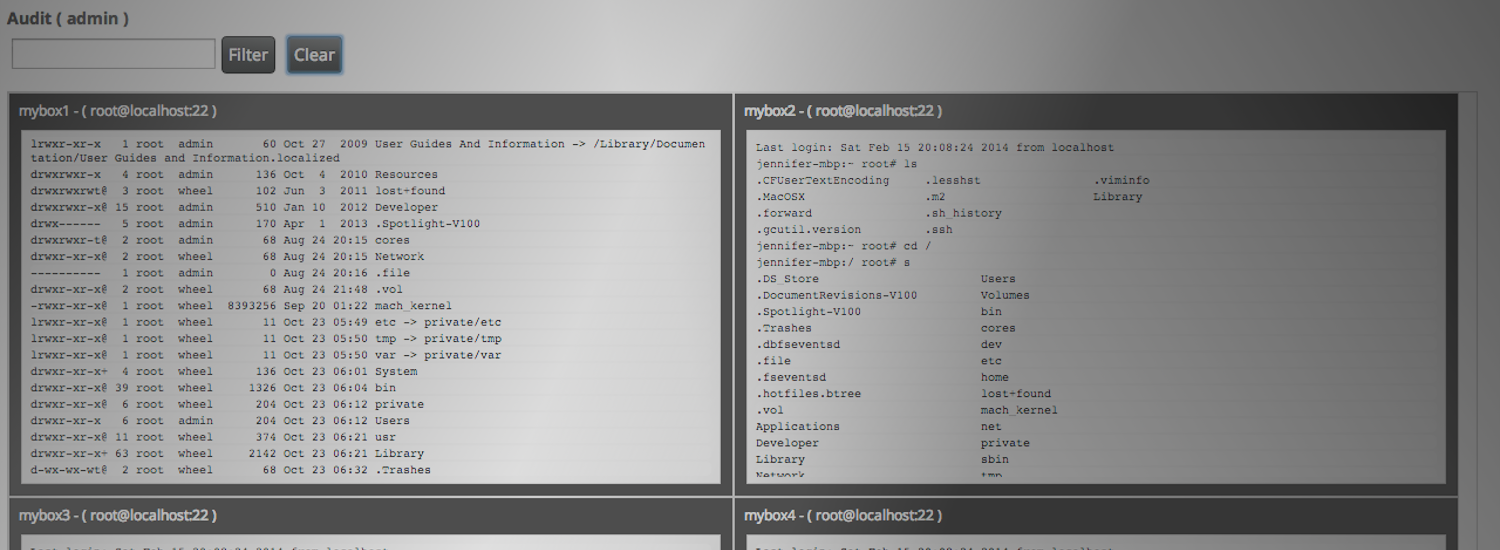 Audit ( admin )
Filter
Clear
mybox1 - ( root@localhost:22 )
lrwxr-xr-x   1 root  admin       60 Oct 27  2009 User Guides And Information -> /Library/Documen
tation/User Guides and Information.localized
drwxrwxr-x   4 root  admin      136 Oct  4  2010 Resources
drwxrwxrwt@  3 root  wheel      102 Jun  3  2011 lost+found
drwxrwxr-x@ 15 root  admin      510 Jan 10  2012 Developer
drwx------   5 root  admin      170 Apr  1  2013 .Spotlight-V100
drwxrwxr-t@  2 root  admin       68 Aug 24 20:15 cores
drwxr-xr-x@  2 root  wheel       68 Aug 24 20:15 Network
----------   1 root  admin        0 Aug 24 20:16 .file
drwxr-xr-x@  2 root  wheel       68 Aug 24 21:48 .vol
-rwxr-xr-x@  1 root  wheel  8393256 Sep 20 01:22 mach_kernel
lrwxr-xr-x@  1 root  wheel       11 Oct 23 05:49 etc -> private/etc
lrwxr-xr-x@  1 root  wheel       11 Oct 23 05:50 tmp -> private/tmp
lrwxr-xr-x@  1 root  wheel       11 Oct 23 05:50 var -> private/var
drwxr-xr-x+  4 root  wheel      136 Oct 23 06:01 System
drwxr-xr-x@ 39 root  wheel     1326 Oct 23 06:04 bin
drwxr-xr-x@  6 root  wheel      204 Oct 23 06:12 private
drwxr-xr-x   6 root  admin      204 Oct 23 06:12 Users
drwxr-xr-x@ 11 root  wheel      374 Oct 23 06:21 usr
drwxr-xr-x+ 63 root  wheel     2142 Oct 23 06:21 Library
d-wx-wx-wt@  2 root  wheel       68 Oct 23 06:32 .Trashes
mybox2 - ( root@localhost:22 )
Last login: Sat Feb 15 20:08:24 2014 from localhost
jennifer-mbp:~ root# ls
.CFUserTextEncoding     .lesshst                .viminfo
.MacOSX                 .m2                     Library
.forward                .sh_history
.gcutil.version         .ssh
jennifer-mbp:~ root# cd /
jennifer-mbp:/ root# s
.DS_Store                       Users
.DocumentRevisions-V100         Volumes
.Spotlight-V100                 bin
.Trashes                        cores
.dbfseventsd                    dev
.file                           etc
.fseventsd                      home
.hotfiles.btree                 lost+found
.vol                            mach_kernel
Applications                    net
Developer                       private
Library                         sbin
Network                         tmp
mybox3 - ( root@localhost:22 )
mybox4 - ( root@localhost:22 )